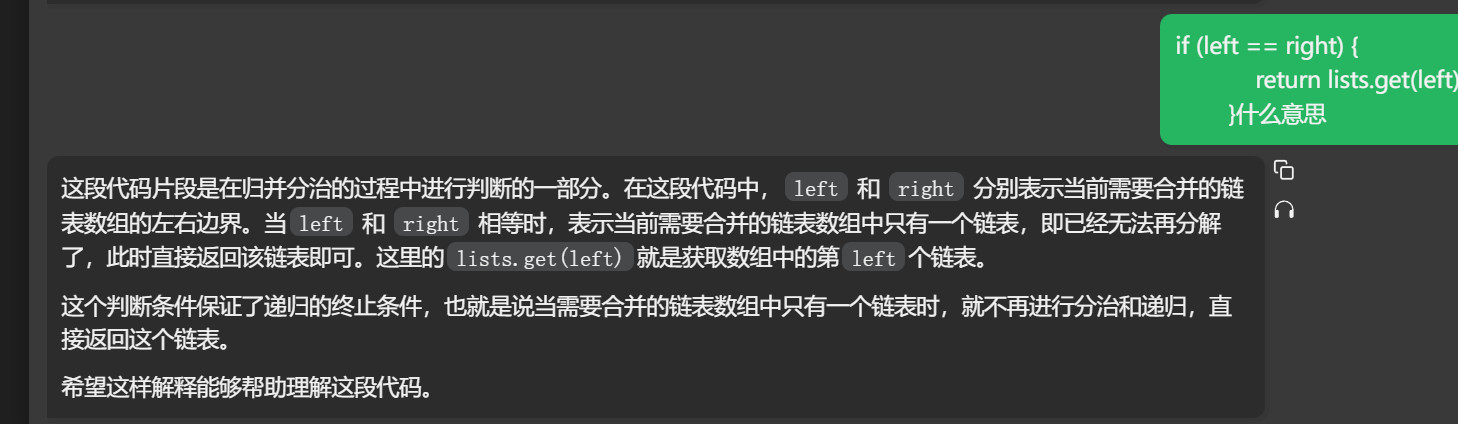 if (left == right) {
return lists.get(left)
}什么意思
这段代码片段是在归并分治的过程中进行判断的一部分。在这段代码中， left 和 right 分别表示当前需要合并的链
表数组的左右边界。当 left 和 right 相等时，表示当前需要合并的链表数组中只有一个链表，即已经无法再分解
了，此时直接返回该链表即可。这里的 lists.get(left) 就是获取数组中的第 left 个链表。
这个判断条件保证了递归的终止条件，也就是说当需要合并的链表数组中只有一个链表时，就不再进行分治和递归，直
接返回这个链表。
希望这样解释能够帮助理解这段代码。